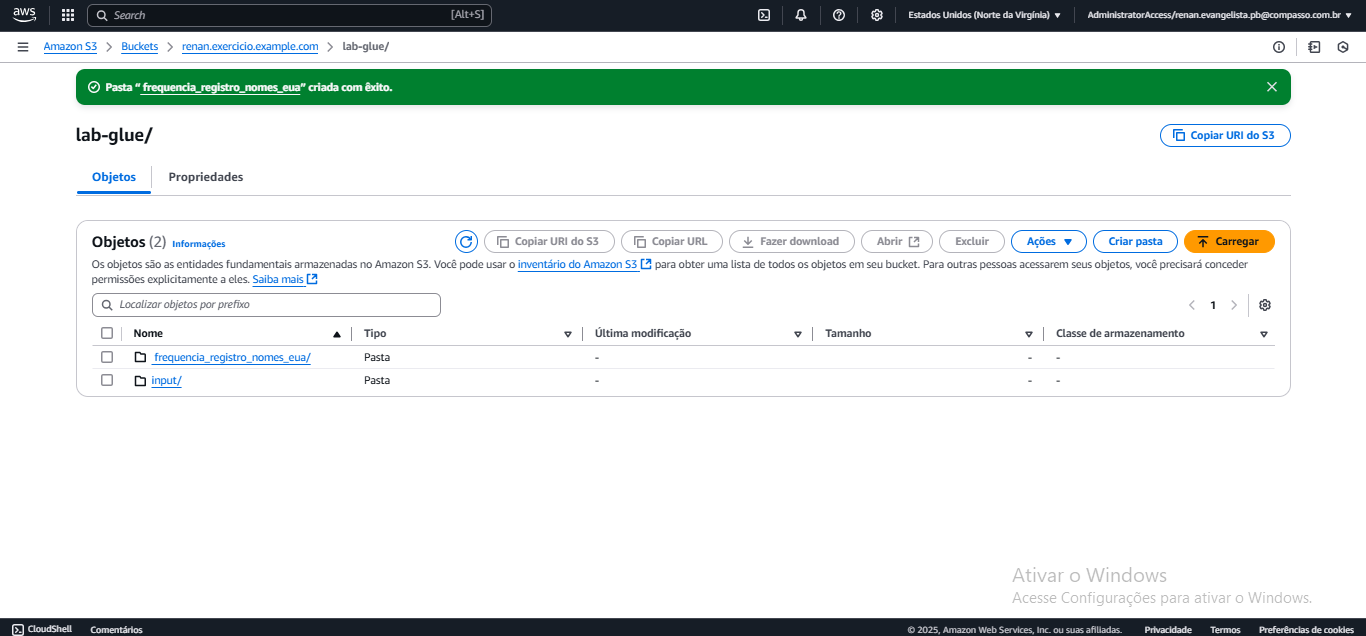 aws
Search [Alt+S]
Estados Unidos (Norte da Virgínia) ▼
AdministratorAccess/renan.evangelista.pb@compasso.com.br ▼
Amazon S3 > Buckets > renan.exercicio.example.com > lab-glue/
Pasta “ frequencia_registro_nomes_eua” criada com êxito.
lab-glue/
Copiar URI do S3
Objetos
Propriedades
Objetos (2) Informações
Copiar URI do S3
Copiar URL
Fazer download
Abrir
Excluir
Ações ▼
Criar pasta
Carregar
Os objetos são as entidades fundamentais armazenadas no Amazon S3. Você pode usar o inventário do Amazon S3 para obter uma lista de todos os objetos em seu bucket. Para outras pessoas acessarem seus objetos, você precisará conceder
permissões explicitamente a eles. Saiba mais
Localizar objetos por prefixo
< 1 >
Nome ▲ Tipo ▽ Última modificação ▽ Tamanho ▽ Classe de armazenamento ▽
frequencia_registro_nomes_eua/ Pasta - - -
input/ Pasta - - -
Ativar o Windows
Acesse Configurações para ativar o Windows.
CloudShell Comentários © 2025, Amazon Web Services, Inc. ou suas afiliadas. Privacidade Termos Preferências de cookies